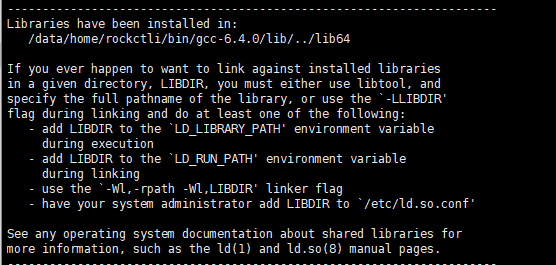 ----------------------------------------------------------------------
Libraries have been installed in:
   /data/home/rockctli/bin/gcc-6.4.0/lib/../lib64

If you ever happen to want to link against installed libraries
in a given directory, LIBDIR, you must either use libtool, and
specify the full pathname of the library, or use the `-LLIBDIR'
flag during linking and do at least one of the following:
   - add LIBDIR to the `LD_LIBRARY_PATH' environment variable
     during execution
   - add LIBDIR to the `LD_RUN_PATH' environment variable
     during linking
   - use the `-Wl,-rpath -Wl,LIBDIR' linker flag
   - have your system administrator add LIBDIR to `/etc/ld.so.conf'

See any operating system documentation about shared libraries for
more information, such as the ld(1) and ld.so(8) manual pages.
----------------------------------------------------------------------